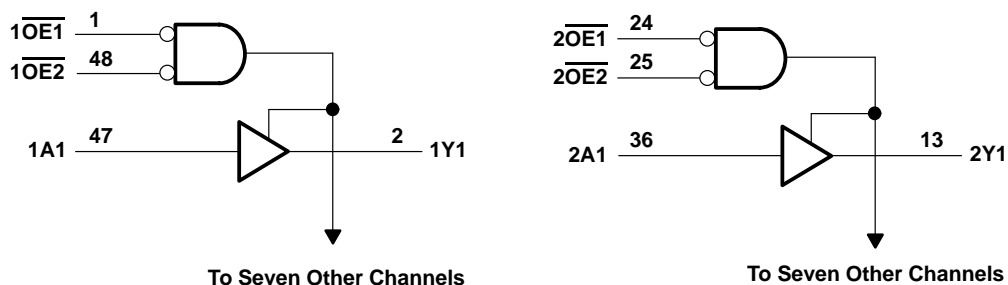 1OE1 1
1OE2 48
1A1 47 2 1Y1
To Seven Other Channels
2OE1 24
2OE2 25
2A1 36 13 2Y1
To Seven Other Channels